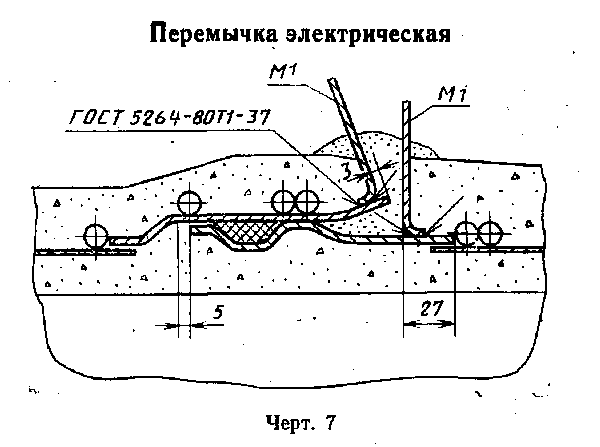 Перемычка электрическая
М1
М1
ГОСТ 5264-80Т1-37
3
5
27
Черт. 7